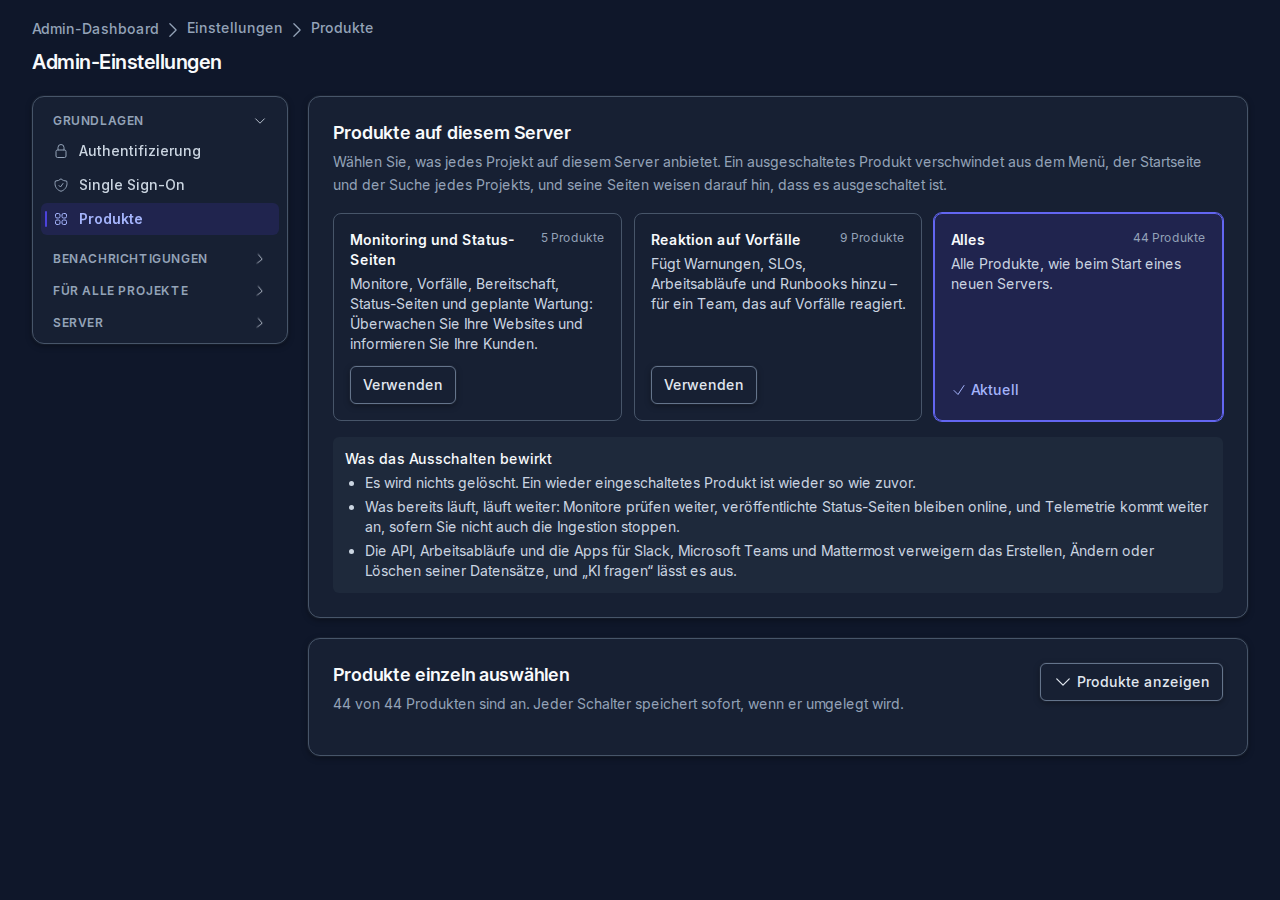 Admin-Dashboard
Einstellungen
Produkte
Admin-Einstellungen
GRUNDLAGEN
Authentifizierung
Single Sign-On
Produkte
BENACHRICHTIGUNGEN
FÜR ALLE PROJEKTE
SERVER
Produkte auf diesem Server
Wählen Sie, was jedes Projekt auf diesem Server anbietet. Ein ausgeschaltetes Produkt verschwindet aus dem Menü, der Startseite
und der Suche jedes Projekts, und seine Seiten weisen darauf hin, dass es ausgeschaltet ist.
Monitoring und Status-
Seiten
5 Produkte
Monitore, Vorfälle, Bereitschaft,
Status-Seiten und geplante Wartung:
Überwachen Sie Ihre Websites und
informieren Sie Ihre Kunden.
Verwenden
Reaktion auf Vorfälle
9 Produkte
Fügt Warnungen, SLOs,
Arbeitsabläufe und Runbooks hinzu –
für ein Team, das auf Vorfälle reagiert.
Verwenden
Alles
44 Produkte
Alle Produkte, wie beim Start eines
neuen Servers.
Aktuell
Was das Ausschalten bewirkt
Es wird nichts gelöscht. Ein wieder eingeschaltetes Produkt ist wieder so wie zuvor.
Was bereits läuft, läuft weiter: Monitore prüfen weiter, veröffentlichte Status-Seiten bleiben online, und Telemetrie kommt weiter
an, sofern Sie nicht auch die Ingestion stoppen.
Die API, Arbeitsabläufe und die Apps für Slack, Microsoft Teams und Mattermost verweigern das Erstellen, Ändern oder
Löschen seiner Datensätze, und „KI fragen“ lässt es aus.
Produkte einzeln auswählen
44 von 44 Produkten sind an. Jeder Schalter speichert sofort, wenn er umgelegt wird.
Produkte anzeigen